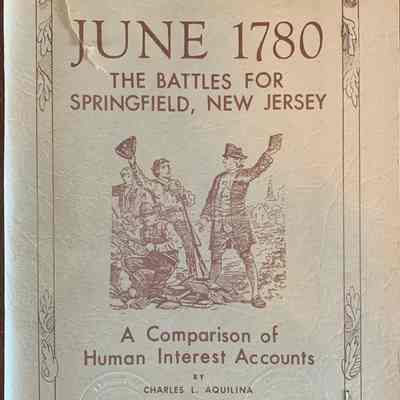 JUNE 1780
THE BATTLES FOR
SPRINGFIELD, NEW JERSEY
A Comparison of
Human Interest Accounts
BY
CHARLES L. AQUILINA